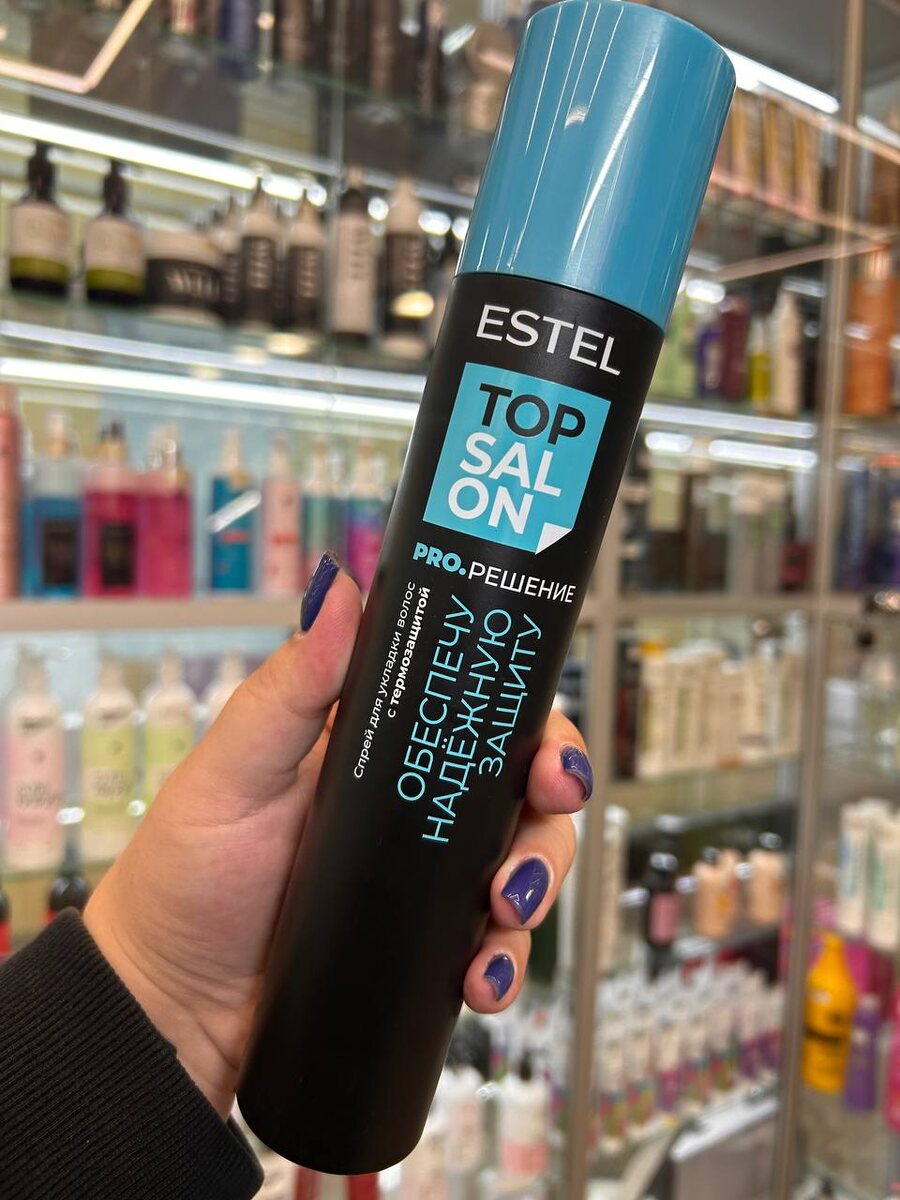 ESTEL
TOP
SAL
ON
PRO.РЕШЕНИЕ
Спрей для укладки волос
с термозащитой
ОБЕСПЕЧУ
НАДЁЖНУЮ
ЗАЩИТУ